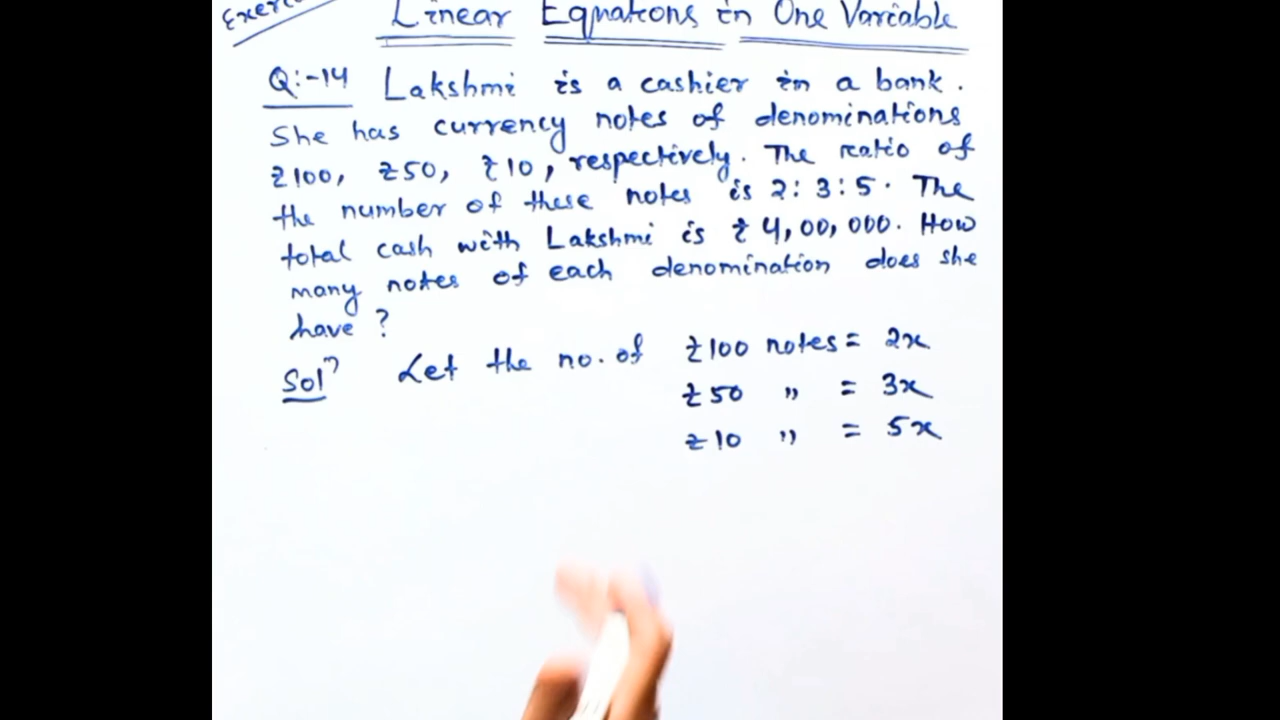 Linear Equations in One Variable
Q:-14 Lakshmi is a cashier in a bank.
She has currency notes of denominations
₹100, ₹50, ₹10, respectively. The ratio of
the number of these notes is 2:3:5. The
total cash with Lakshmi is ₹4,00,000. How
many notes of each denomination does she
have?
Solⁿ Let the no. of ₹100 notes = 2x
₹50 " = 3x
₹10 " = 5x